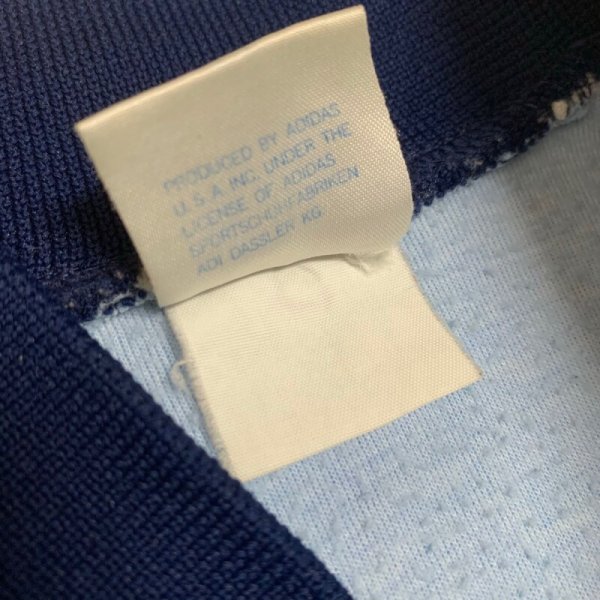 PRODUCED BY ADIDAS
U.S.A. INC. UNDER THE
LICENSE OF ADIDAS
SPORTSCHUHFABRIKEN
ADI DASSLER KG